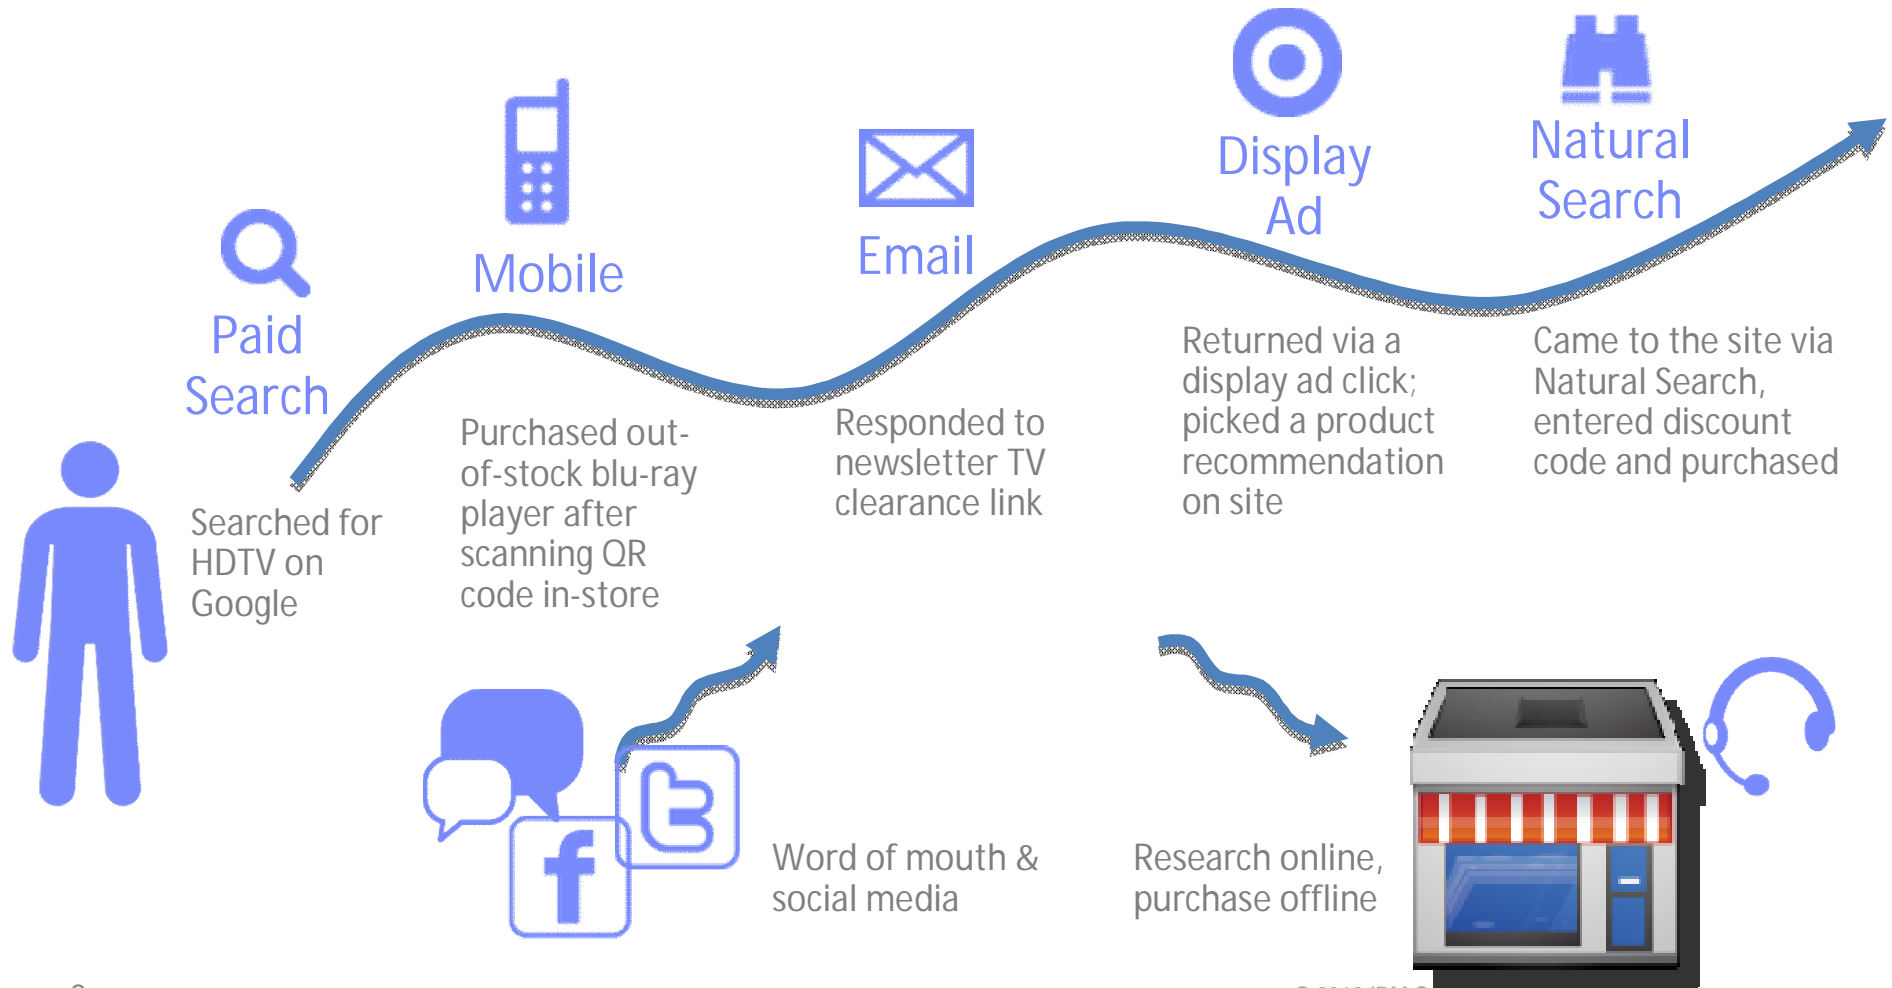 Paid
Search
Searched for
HDTV on
Google
Mobile
Purchased out-
of-stock blu-ray
player after
scanning QR
code in-store
Email
Responded to
newsletter TV
clearance link
Display
Ad
Returned via a
display ad click;
picked a product
recommendation
on site
Natural
Search
Came to the site via
Natural Search,
entered discount
code and purchased
f
t
Word of mouth &
social media
Research online,
purchase offline